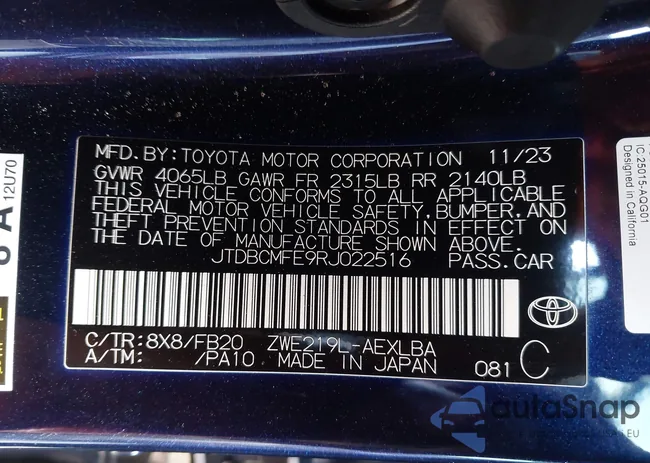 MFD.BY:TOYOTA MOTOR CORPORATION 11/23
GVWR 4065LB GAWR FR 2315LB RR 2140LB
THIS VEHICLE CONFORMS TO ALL APPLICABLE
FEDERAL MOTOR VEHICLE SAFETY, BUMPER, AND
THEFT PREVENTION STANDARDS IN EFFECT ON
THE DATE OF MANUFACTURE SHOWN ABOVE.
JTDBCMFE9RJ022516 PASS.CAR
C/TR:8X8/FB20 ZWE219L-AEXLBA
A/TM: /PA10 MADE IN JAPAN 081 C
A 12U70
IC:25015-AQG01
Designed in California
autoSnap
EU